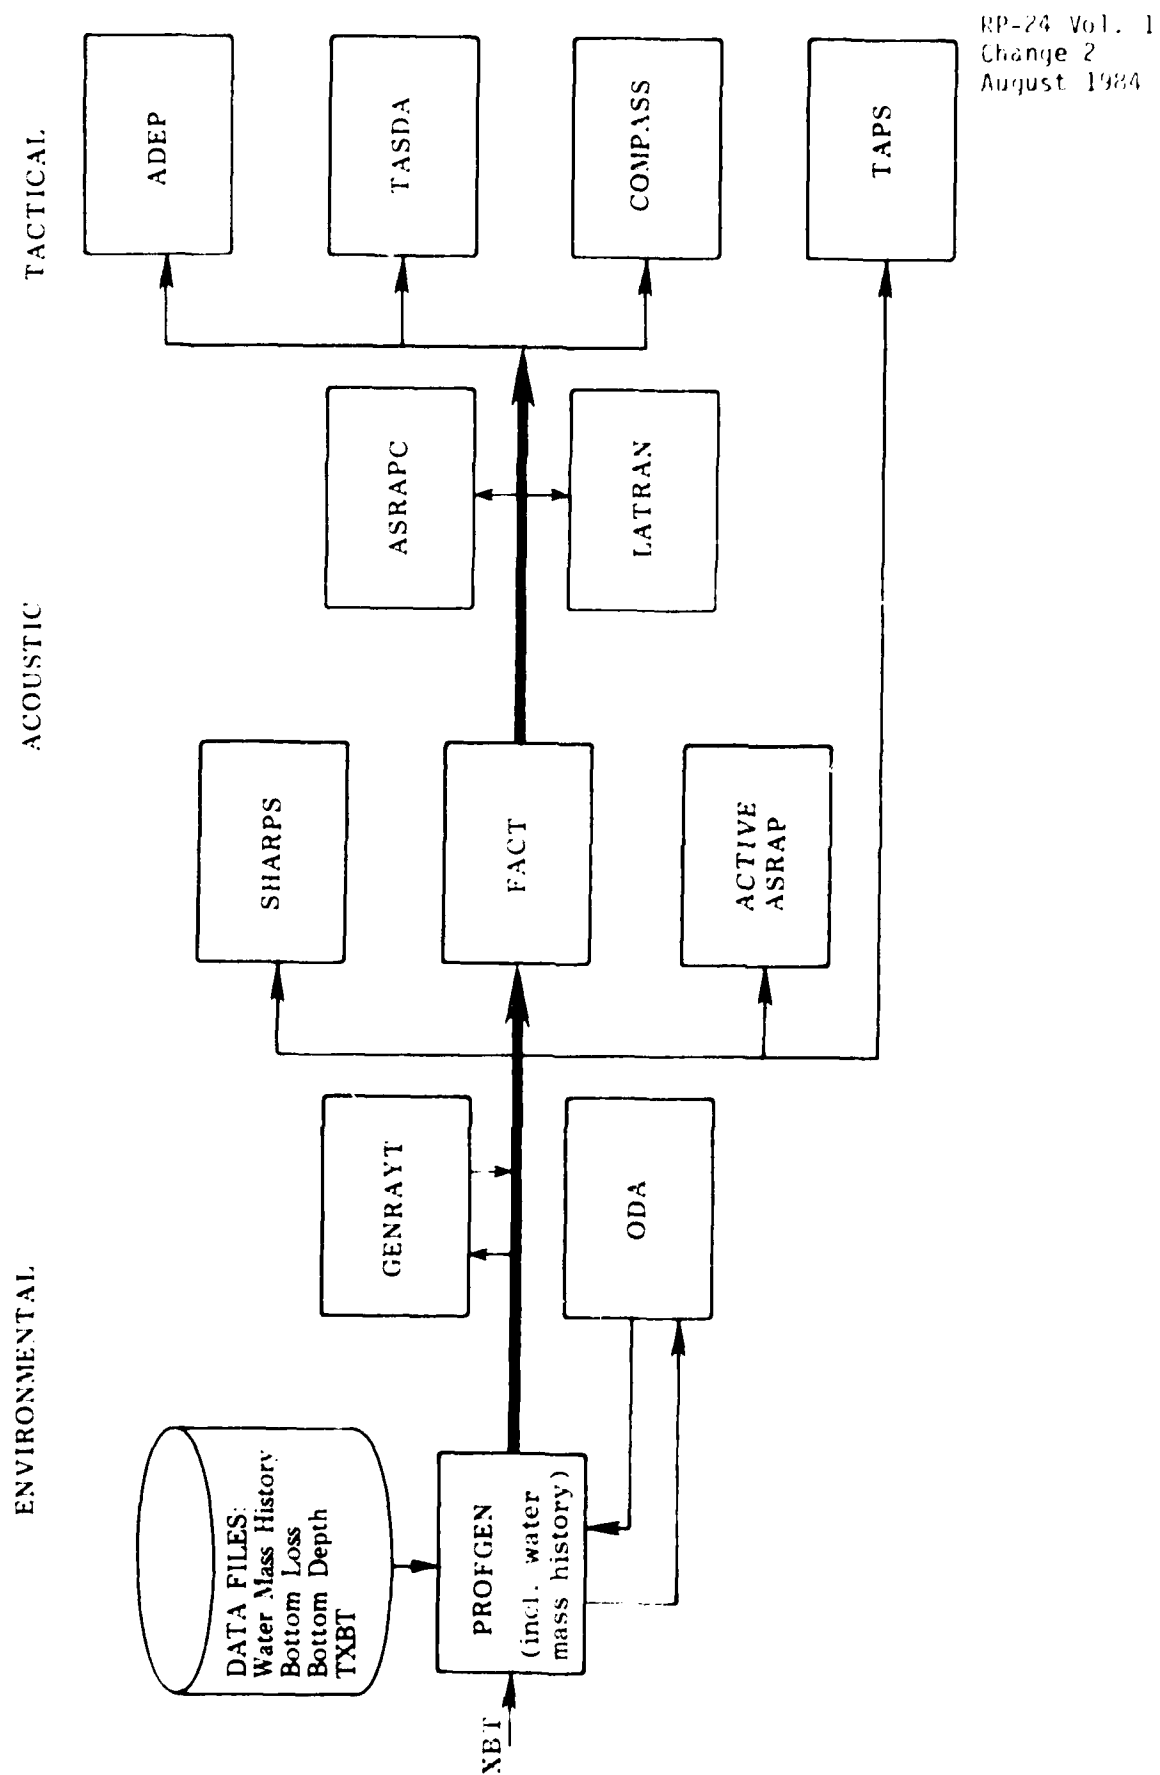 RP-24 Vol. 1
Change 2
August 1984
ENVIRONMENTAL
ACOUSTIC
TACTICAL
DATA FILES:
Water Mass History
Bottom Loss
Bottom Depth
TXBT
XBT
PROFGEN
(incl. water
mass history)
GENRAYT
ODA
SHARPS
FACT
ACTIVE
ASRAP
ASRAPC
LATRAN
ADEP
TASDA
COMPASS
TAPS